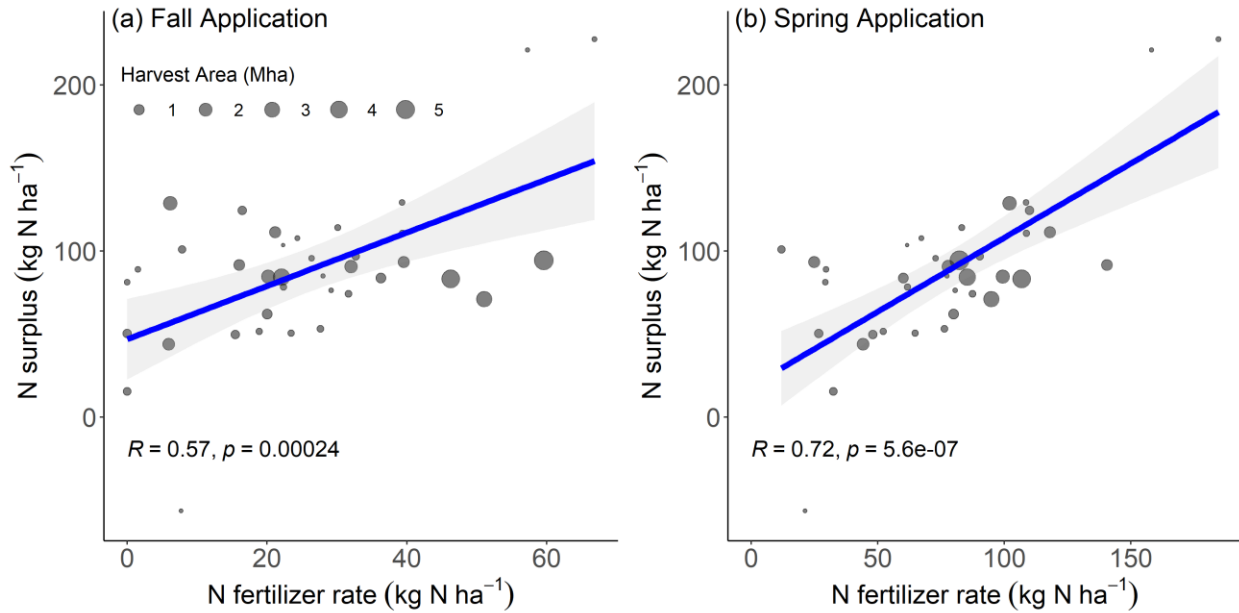 (a) Fall Application
Harvest Area (Mha)
1 2 3 4 5
200
100
0
N surplus (kg N ha⁻¹)
R = 0.57, p = 0.00024
0 20 40 60
N fertilizer rate (kg N ha⁻¹)
(b) Spring Application
200
100
0
N surplus (kg N ha⁻¹)
R = 0.72, p = 5.6e-07
0 50 100 150
N fertilizer rate (kg N ha⁻¹)